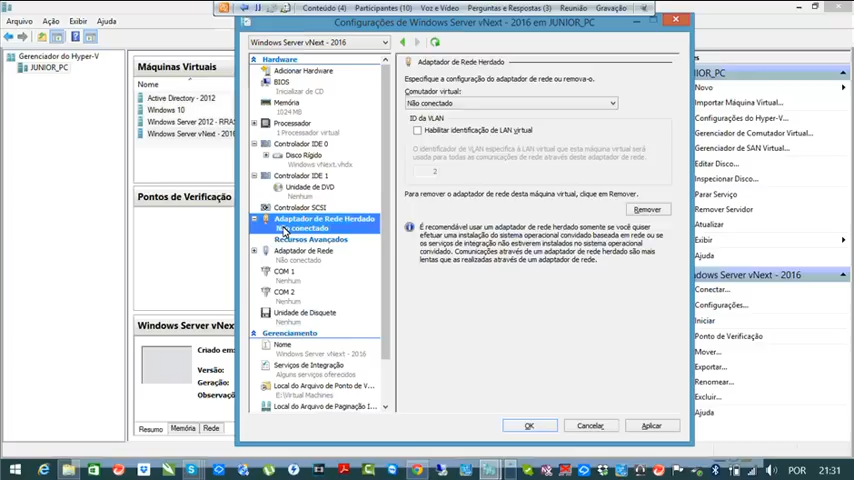 Conteúdo (4) Participantes (10) Voz e Vídeo Perguntas e Respostas (3) Reunião Gravação
Configurações de Windows Server vNext - 2016 em JUNIOR_PC
Arquivo Ação Exibir Ajuda
Gerenciador do Hyper-V
JUNIOR_PC
Máquinas Virtuais
Nome
Active Directory - 2012
Windows 10
Windows Server 2012 - RRAS
Windows Server vNext - 2016
Pontos de Verificação
Windows Server vNext
Criado em:
Versão:
Geração:
Resumo Memória Rede
Windows Server vNext - 2016
Hardware
Adicionar Hardware
BIOS
Inicializar de CD
Memória
1024 MB
Processador
1 Processador virtual
Controlador IDE 0
Disco Rígido
Windows vNext.vhdx
Controlador IDE 1
Unidade de DVD
Nenhum
Controlador SCSI
Adaptador de Rede Herdado
Não conectado
Recursos Avançados
Adaptador de Rede
Não conectado
COM 1
Nenhum
COM 2
Nenhum
Unidade de Disquete
Nenhum
Gerenciamento
Nome
Windows Server vNext - 2016
Serviços de Integração
Alguns serviços oferecidos
Local do Arquivo de Ponto de V...
E:\Virtual Machines
Local do Arquivo de Paginação I...
Adaptador de Rede Herdado
Especifique a configuração do adaptador de rede ou remova-o.
Comutador virtual:
Não conectado
ID da VLAN
Habilitar identificação de LAN virtual
O identificador de VLAN especifica a LAN virtual que esta máquina virtual será
usada para todas as comunicações de rede através deste adaptador de rede.
2
Para remover o adaptador de rede desta máquina virtual, clique em Remover.
Remover
É recomendável usar um adaptador de rede herdado somente se você quiser
efetuar uma instalação do sistema operacional convidado baseada em rede ou se
os serviços de integração não estiverem instalados no sistema operacional
convidado. Comunicações através de um adaptador de rede herdado são mais
lentas que as realizadas através de um adaptador de rede.
OK Cancelar Aplicar
JUNIOR_PC
Novo
Importar Máquina Virtual...
Configurações do Hyper-V...
Gerenciador de Comutador Virtual...
Gerenciador de SAN Virtual...
Editar Disco...
Inspecionar Disco...
Parar Serviço
Remover Servidor
Atualizar
Exibir
Ajuda
Windows Server vNext - 2016
Conectar...
Configurações...
Iniciar
Ponto de Verificação
Mover...
Exportar...
Renomear...
Excluir...
Ajuda
POR 21:31